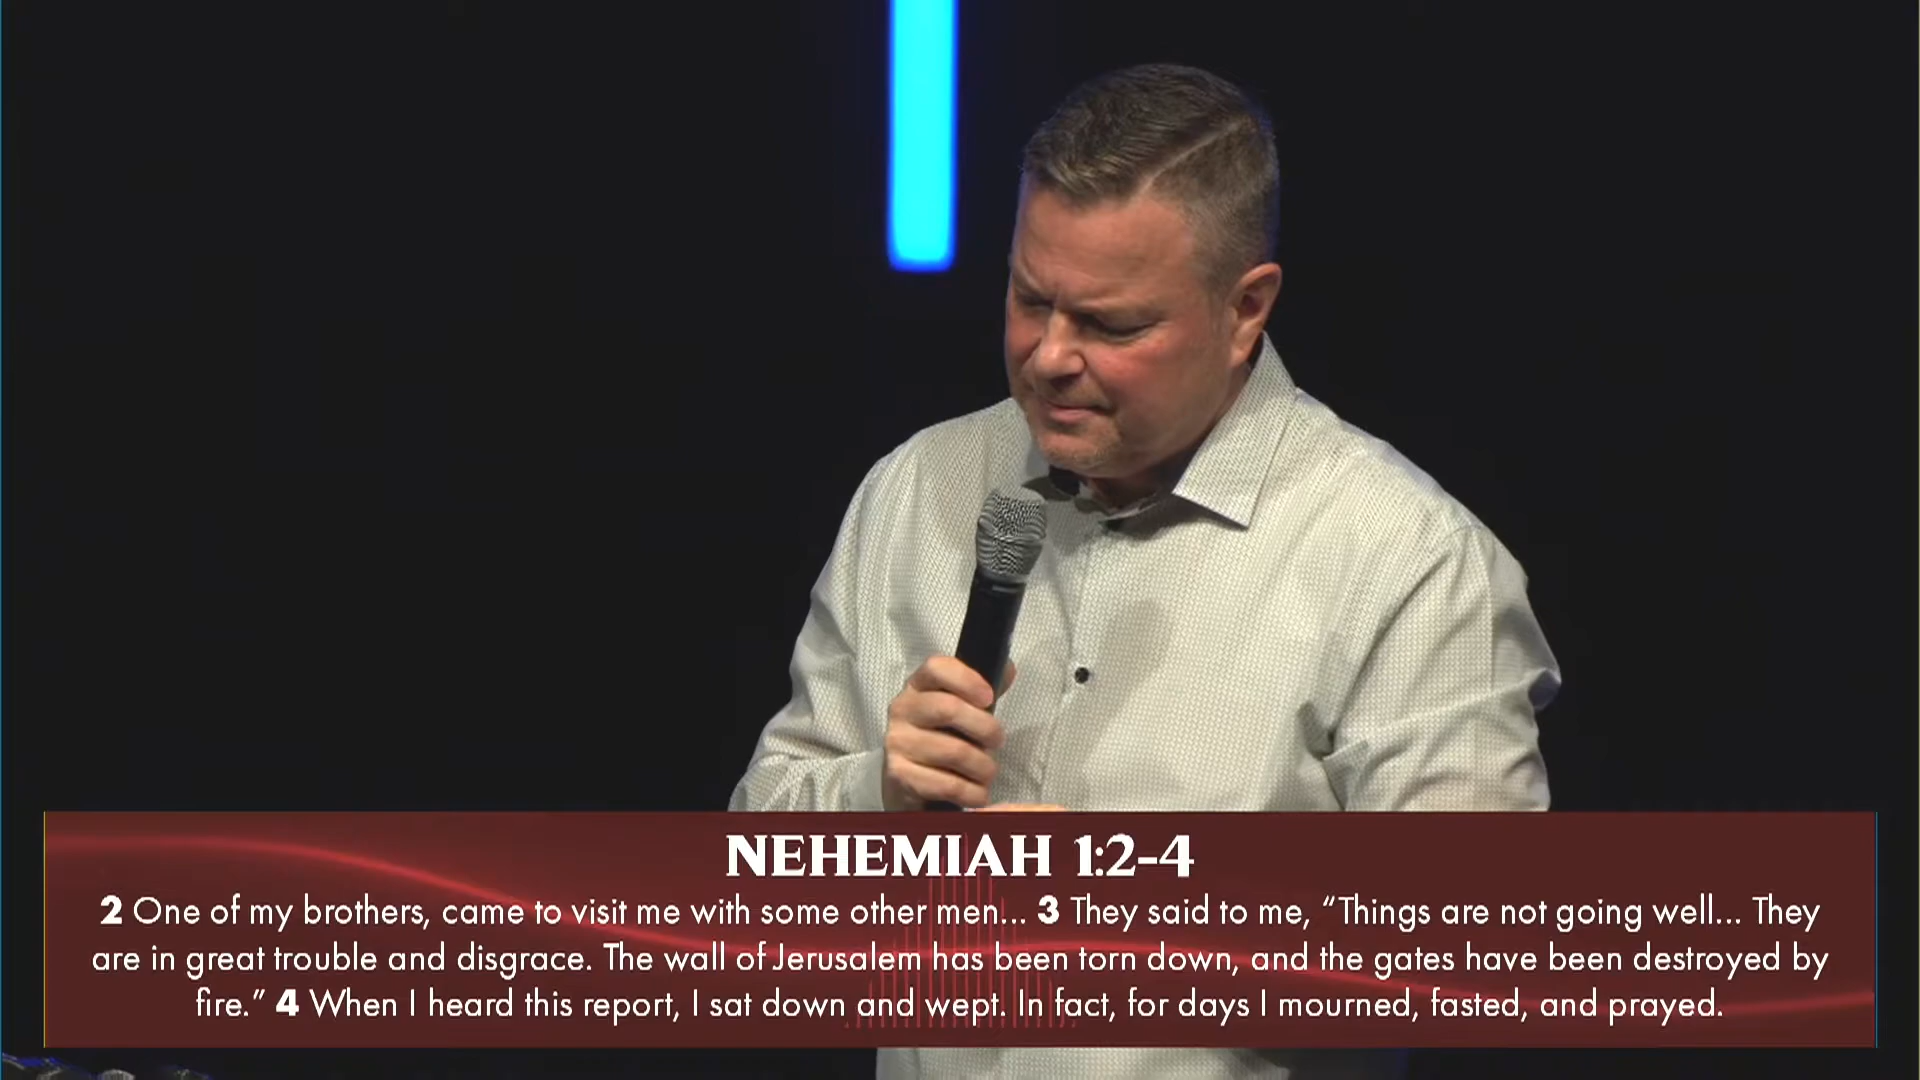 NEHEMIAH 1:2-4
2 One of my brothers, came to visit me with some other men... 3 They said to me, “Things are not going well... They
are in great trouble and disgrace. The wall of Jerusalem has been torn down, and the gates have been destroyed by
fire.” 4 When I heard this report, I sat down and wept. In fact, for days I mourned, fasted, and prayed.